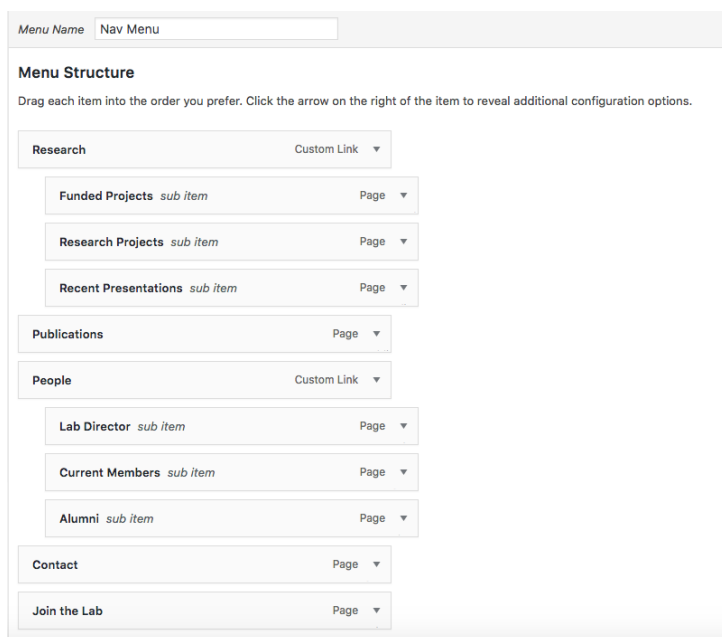 Menu Name Nav Menu
Menu Structure
Drag each item into the order you prefer. Click the arrow on the right of the item to reveal additional configuration options.
Research Custom Link
Funded Projects sub item Page
Research Projects sub item Page
Recent Presentations sub item Page
Publications Page
People Custom Link
Lab Director sub item Page
Current Members sub item Page
Alumni sub item Page
Contact Page
Join the Lab Page